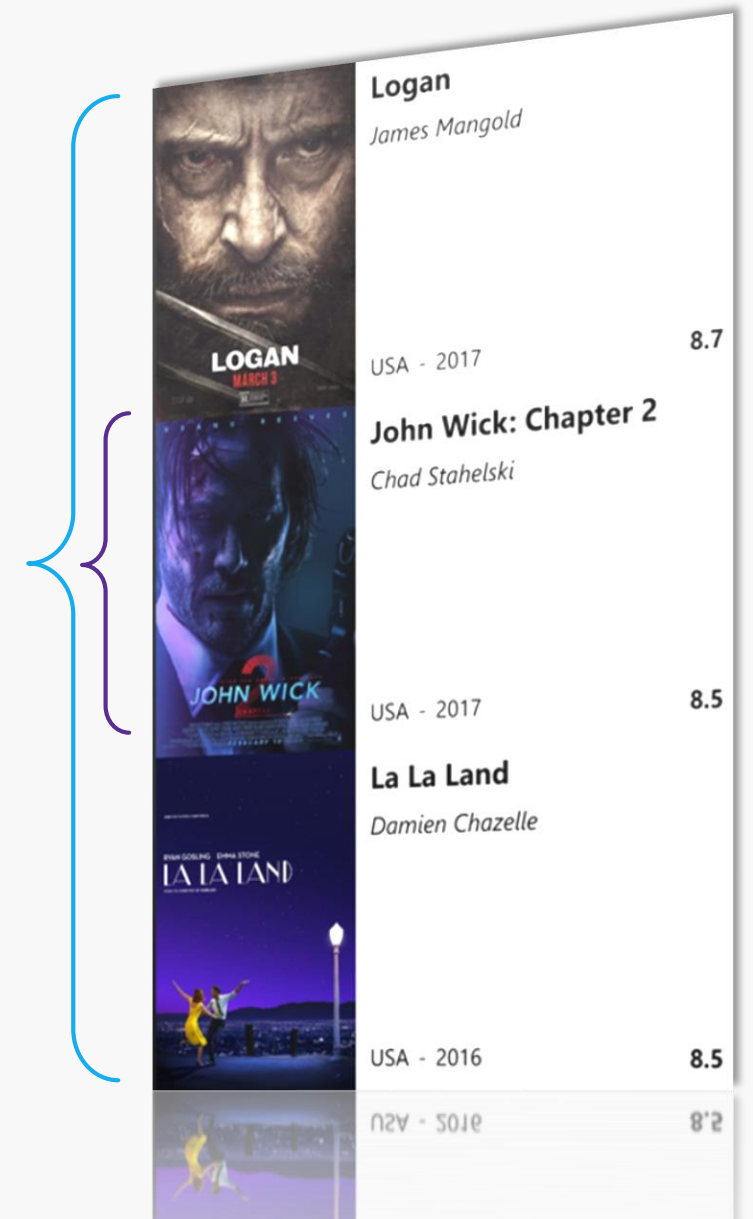 Logan
James Mangold
LOGAN
MARCH 3
USA - 2017
8.7
John Wick: Chapter 2
Chad Stahelski
2
JOHN WICK
USA - 2017
8.5
La La Land
Damien Chazelle
RYAN GOSLING EMMA STONE
LA LA LAND
USA - 2016
8.5